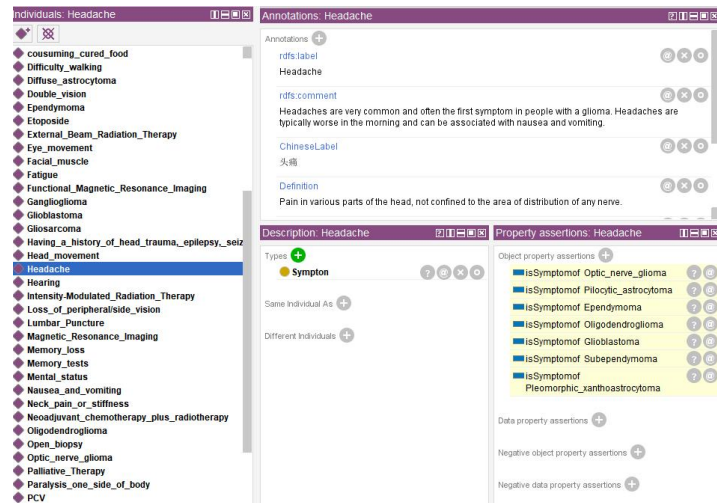 Individuals: Headache
cousuming_cured_food
Difficulty_walking
Diffuse_astrocytoma
Double_vision
Ependymoma
Etoposide
External_Beam_Radiation_Therapy
Eye_movement
Facial_muscle
Fatigue
Functional_Magnetic_Resonance_Imaging
Ganglioglioma
Glioblastoma
Gliosarcoma
Having_a_history_of_head_trauma,_epilepsy,_seiz
Head_movement
Headache
Hearing
Intensity-Modulated_Radiation_Therapy
Loss_of_peripheral/side_vision
Lumbar_Puncture
Magnetic_Resonance_Imaging
Memory_loss
Memory_tests
Mental_status
Nausea_and_vomiting
Neck_pain_or_stiffness
Neoadjuvant_chemotherapy_plus_radiotherapy
Oligodendroglioma
Open_biopsy
Optic_nerve_glioma
Palliative_Therapy
Paralysis_one_side_of_body
PCV
Annotations: Headache
Annotations
rdfs:label
Headache
rdfs:comment
Headaches are very common and often the first symptom in people with a glioma. Headaches are
typically worse in the morning and can be associated with nausea and vomiting.
ChineseLabel
头痛
Definition
Pain in various parts of the head, not confined to the area of distribution of any nerve.
Description: Headache
Types
Sympton
Same Individual As
Different Individuals
Property assertions: Headache
Object property assertions
isSymptomof Optic_nerve_glioma
isSymptomof Pilocytic_astrocytoma
isSymptomof Ependymoma
isSymptomof Oligodendroglioma
isSymptomof Glioblastoma
isSymptomof Subependymoma
isSymptomof
Pleomorphic_xanthoastrocytoma
Data property assertions
Negative object property assertions
Negative data property assertions